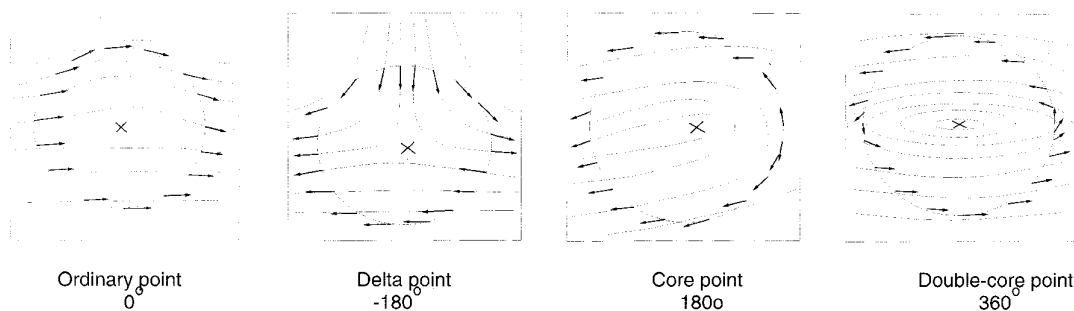 Ordinary point
0°
Delta point
-180°
Core point
180o
Double-core point
360°